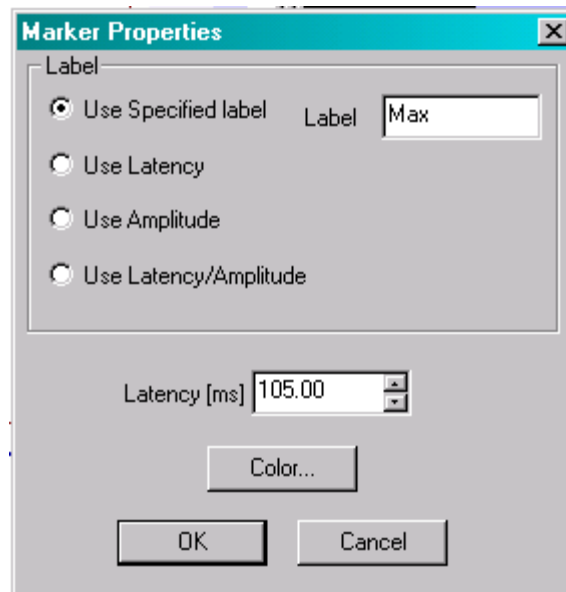 Marker Properties
Label
Use Specified label Label Max
Use Latency
Use Amplitude
Use Latency/Amplitude
Latency [ms] 105.00
Color...
OK Cancel